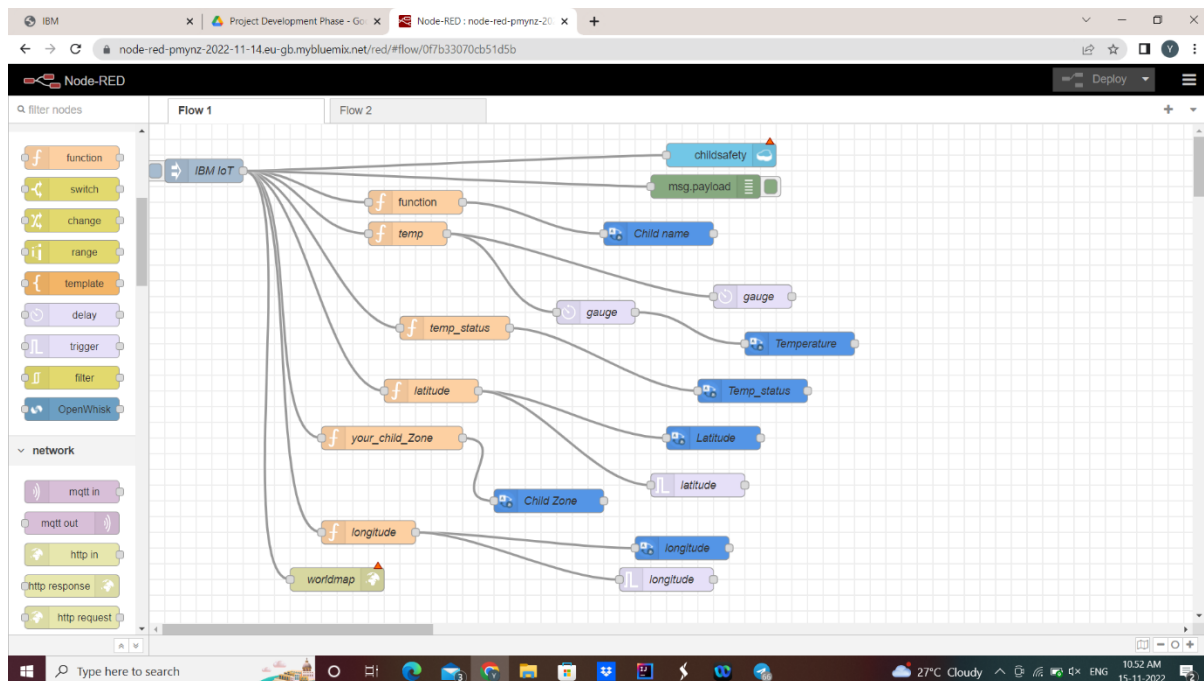 IBM
Project Development Phase - Go
Node-RED : node-red-pmynz-20
node-red-pmynz-2022-11-14.eu-gb.mybluemix.net/red/#flow/0f7b33070cb51d5b
Y
Node-RED
Deploy
filter nodes
Flow 1
Flow 2
function
switch
change
range
template
delay
trigger
filter
OpenWhisk
network
mqtt in
mqtt out
http in
http response
http request
IBM IoT
childsafety
msg.payload
function
temp
Child name
gauge
gauge
temp_status
Temperature
latitude
Temp_status
your_child_Zone
Latitude
latitude
Child Zone
longitude
longitude
worldmap
longitude
Type here to search
27°C Cloudy
ENG
10:52 AM
15-11-2022